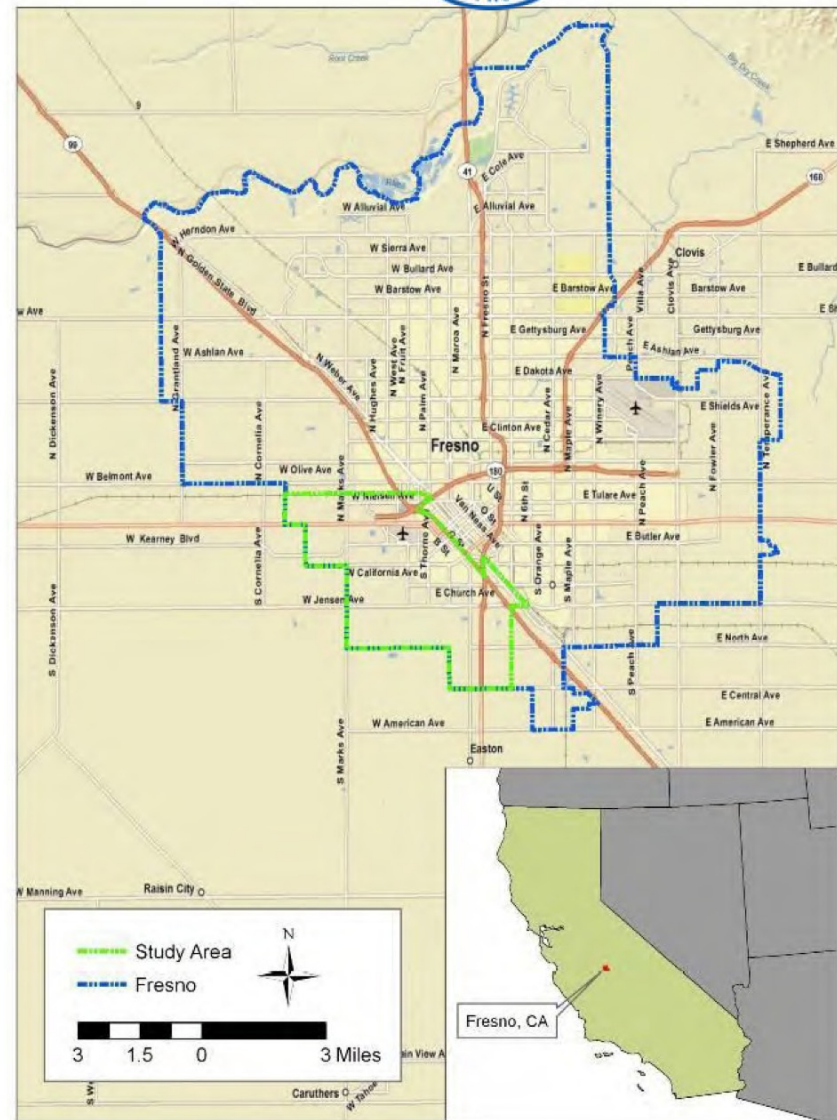 Root Creek
Big Dry Creek
9
99
41
E Shepherd Ave
E Cole Ave
168
W Alluvial Ave
E Alluvial Ave
W Herndon Ave
N Golden State Blvd
W Sierra Ave
Clovis
W Bullard Ave
E Bullard
W Barstow Ave
E Barstow Ave
Villa Ave
Clovis Ave
Barstow Ave
w Ave
N Fresno St
E Gettysburg Ave
Gettysburg Ave
W Ashlan Ave
E Ashlan Ave
N Weber Ave
N Maroa Ave
N West Ave
N Fruit Ave
Peach Ave
E Dakota Ave
N Dickenson Ave
N Grantland Ave
N Hughes Ave
N Palm Ave
N Cedar Ave
N Maple Ave
N Winery Ave
E Shields Ave
N Temperance Ave
E Clinton Ave
Fresno
N Cornelia Ave
N Marks Ave
N Fowler Ave
W Belmont Ave
W Olive Ave
180
W Nielsen Ave
U St
O St
Van Ness Ave
N 6th St
E Tulare Ave
N Peach Ave
W Kearney Blvd
S Thorne Ave
B St
G St
E Butler Ave
S Cornelia Ave
W California Ave
S Orange Ave
S Maple Ave
W Jensen Ave
E Church Ave
S Dickanson Ave
E North Ave
S Peach Ave
E Central Ave
W American Ave
E American Ave
S Marks Ave
Easton
W Manning Ave
Raisin City
N
Study Area
Fresno
3 1.5 0 3 Miles
Fresno, CA
ain View A
Caruthers
W Tahoe
S W